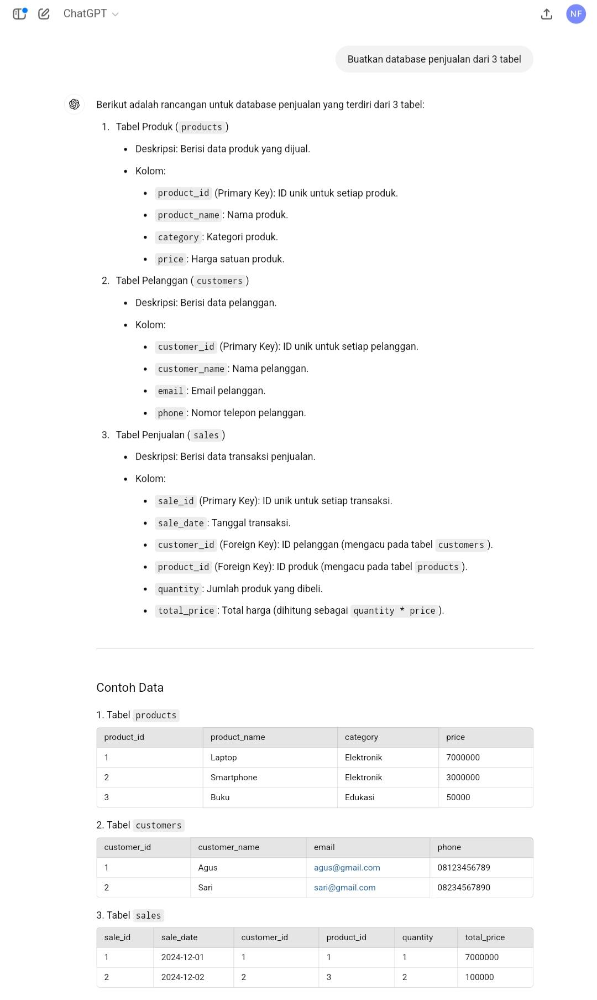 ChatGPT
NF
Buatkan database penjualan dari 3 tabel
Berikut adalah rancangan untuk database penjualan yang terdiri dari 3 tabel:
1. Tabel Produk (products)
• Deskripsi: Berisi data produk yang dijual.
• Kolom:
• product_id (Primary Key): ID unik untuk setiap produk.
• product_name: Nama produk.
• category: Kategori produk.
• price: Harga satuan produk.
2. Tabel Pelanggan (customers)
• Deskripsi: Berisi data pelanggan.
• Kolom:
• customer_id (Primary Key): ID unik untuk setiap pelanggan.
• customer_name: Nama pelanggan.
• email: Email pelanggan.
• phone: Nomor telepon pelanggan.
3. Tabel Penjualan (sales)
• Deskripsi: Berisi data transaksi penjualan.
• Kolom:
• sale_id (Primary Key): ID unik untuk setiap transaksi.
• sale_date: Tanggal transaksi.
• customer_id (Foreign Key): ID pelanggan (mengacu pada tabel customers).
• product_id (Foreign Key): ID produk (mengacu pada tabel products).
• quantity: Jumlah produk yang dibeli.
• total_price: Total harga (dihitung sebagai quantity * price).
Contoh Data
1. Tabel products
product_id product_name category price
1 Laptop Elektronik 7000000
2 Smartphone Elektronik 3000000
3 Buku Edukasi 50000
2. Tabel customers
customer_id customer_name email phone
1 Agus agus@gmail.com 08123456789
2 Sari sari@gmail.com 08234567890
3. Tabel sales
sale_id sale_date customer_id product_id quantity total_price
1 2024-12-01 1 1 1 7000000
2 2024-12-02 2 3 2 100000